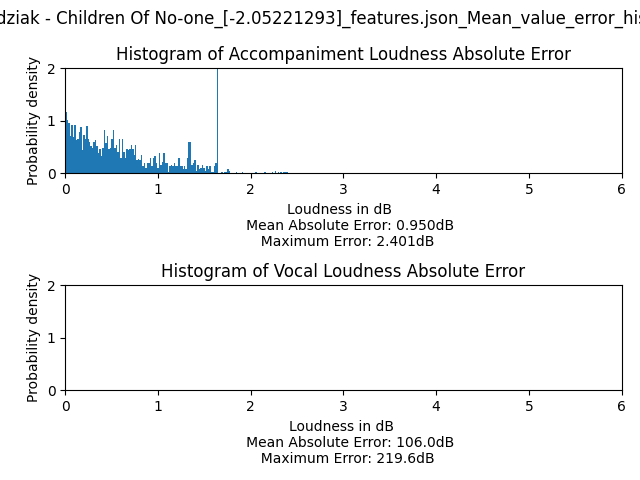 dziak - Children Of No-one_[-2.05221293]_features.json_Mean_value_error_his
Histogram of Accompaniment Loudness Absolute Error
Probability density
2
1
0
0 1 2 3 4 5 6
Loudness in dB
Mean Absolute Error: 0.950dB
Maximum Error: 2.401dB
Histogram of Vocal Loudness Absolute Error
Probability density
2
1
0
0 1 2 3 4 5 6
Loudness in dB
Mean Absolute Error: 106.0dB
Maximum Error: 219.6dB